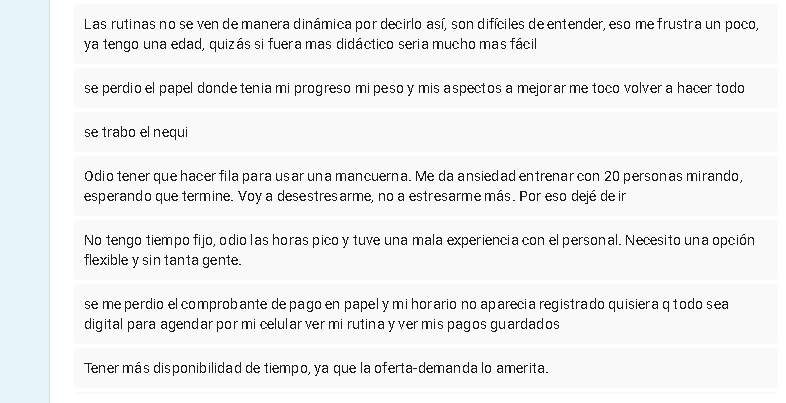 Las rutinas no se ven de manera dinámica por decirlo así, son difíciles de entender, eso me frustra un poco,
ya tengo una edad, quizás si fuera mas didáctico seria mucho mas fácil
se perdio el papel donde tenia mi progreso mi peso y mis aspectos a mejorar me toco volver a hacer todo
se trabo el nequi
Odio tener que hacer fila para usar una mancuerna. Me da ansiedad entrenar con 20 personas mirando,
esperando que termine. Voy a desestresarme, no a estresarme más. Por eso dejé de ir
No tengo tiempo fijo, odio las horas pico y tuve una mala experiencia con el personal. Necesito una opción
flexible y sin tanta gente.
se me perdio el comprobante de pago en papel y mi horario no aparecia registrado quisiera q todo sea
digital para agendar por mi celular ver mi rutina y ver mis pagos guardados
Tener más disponibilidad de tiempo, ya que la oferta-demanda lo amerita.